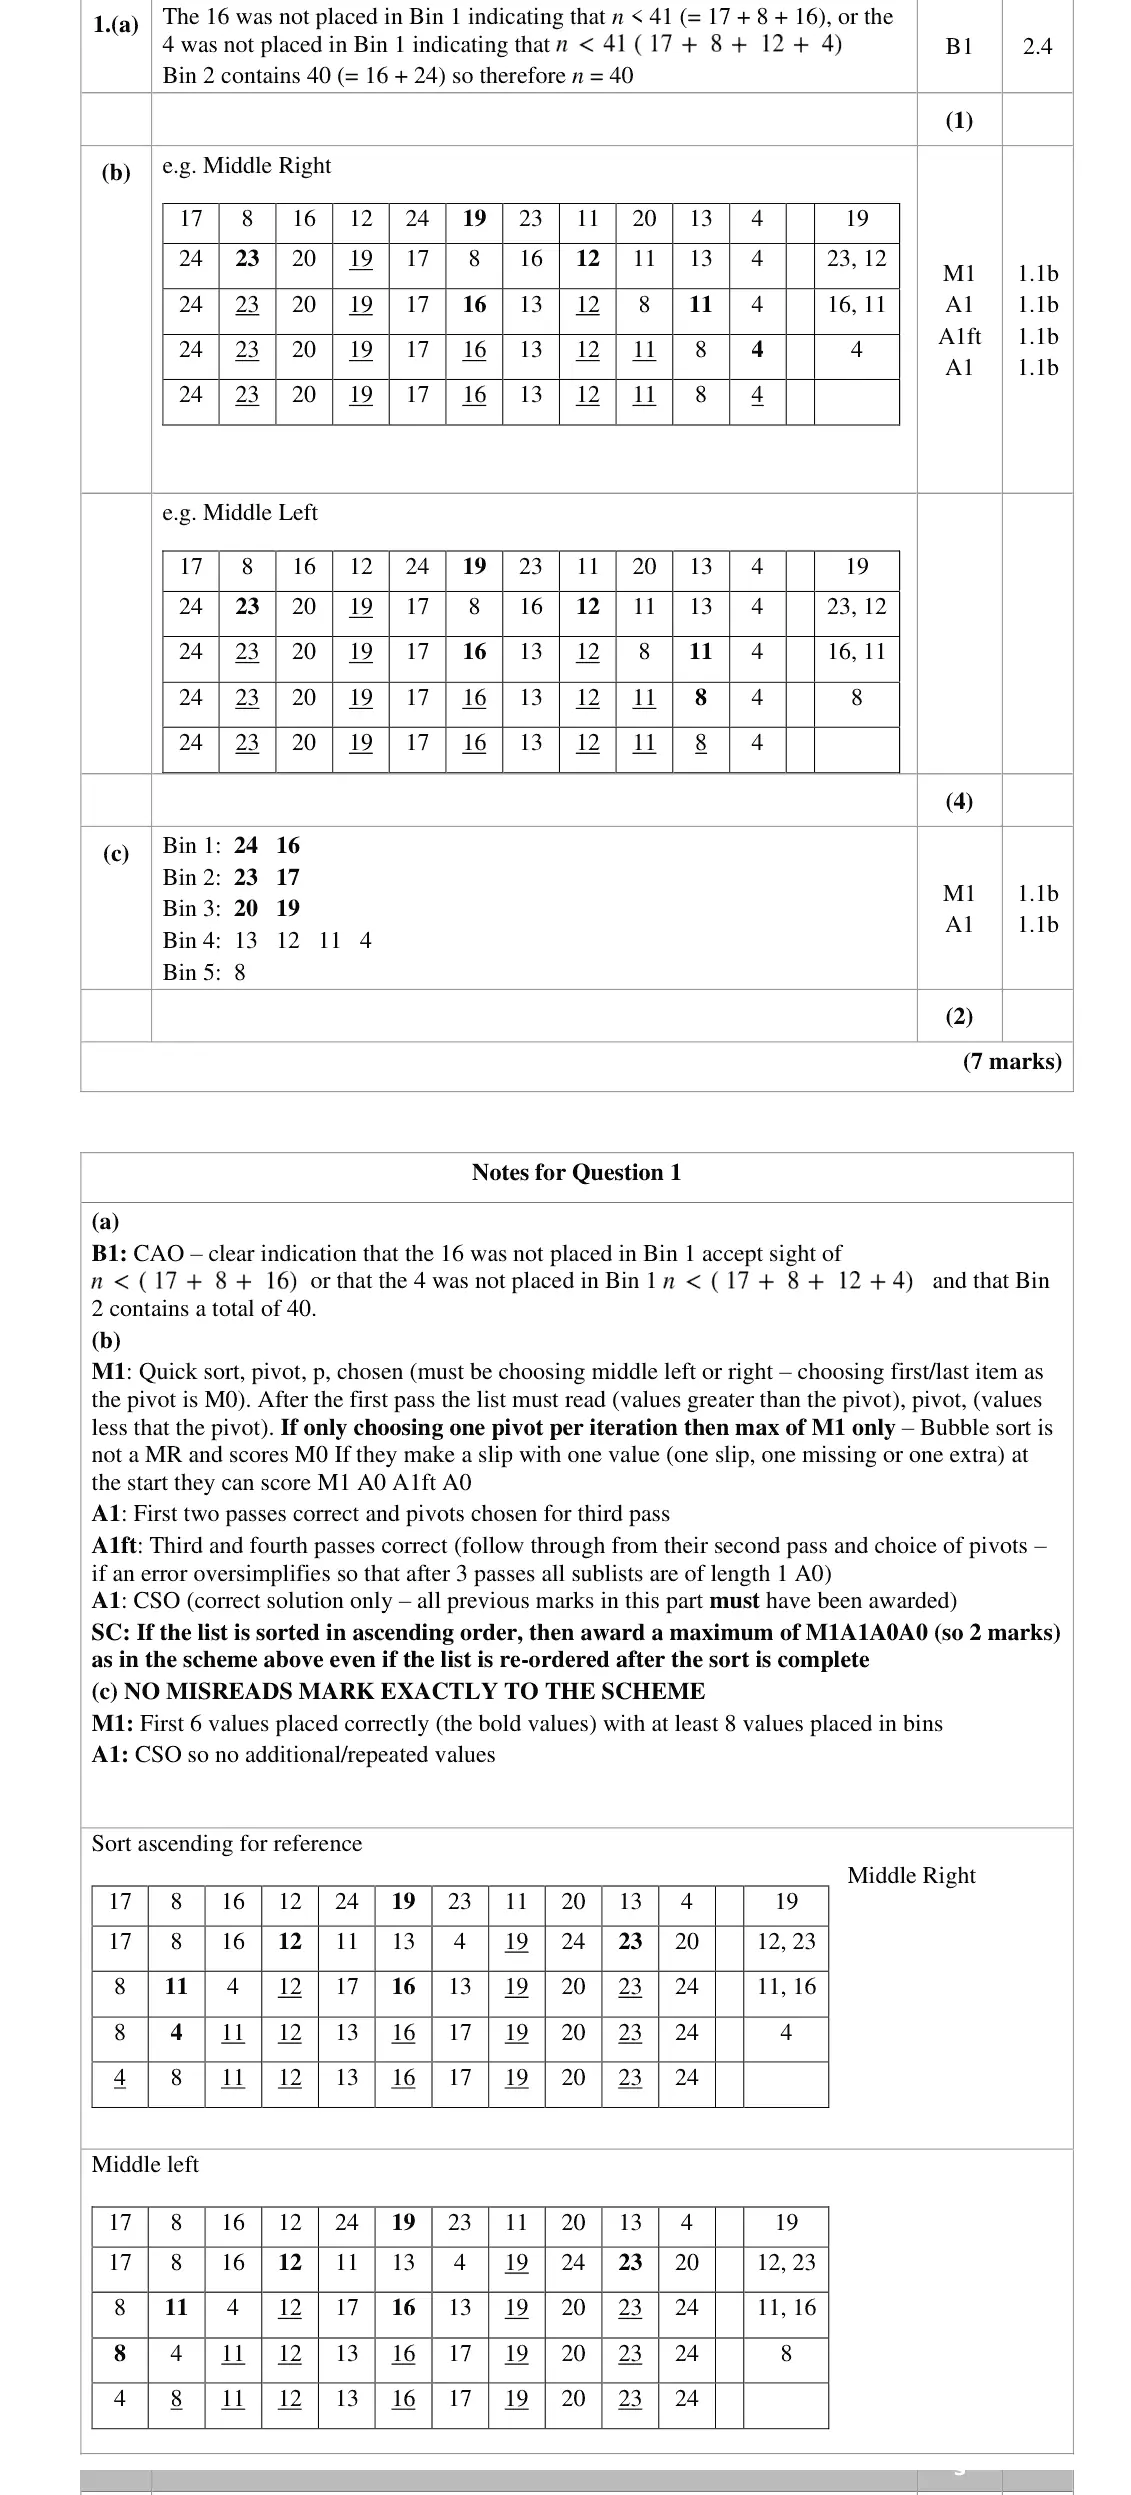 1.(a) The 16 was not placed in Bin 1 indicating that n < 41 (= 17 + 8 + 16), or the
4 was not placed in Bin 1 indicating that n < 41 ( 17 + 8 + 12 + 4)
Bin 2 contains 40 (= 16 + 24) so therefore n = 40
B1 2.4
(1)
(b) e.g. Middle Right
17 8 16 12 24 19 23 11 20 13 4 19
24 23 20 19 17 8 16 12 11 13 4 23, 12
24 23 20 19 17 16 13 12 8 11 4 16, 11
24 23 20 19 17 16 13 12 11 8 4 4
24 23 20 19 17 16 13 12 11 8 4
M1 1.1b
A1 1.1b
A1ft 1.1b
A1 1.1b
e.g. Middle Left
17 8 16 12 24 19 23 11 20 13 4 19
24 23 20 19 17 8 16 12 11 13 4 23, 12
24 23 20 19 17 16 13 12 8 11 4 16, 11
24 23 20 19 17 16 13 12 11 8 4 8
24 23 20 19 17 16 13 12 11 8 4
(4)
(c) Bin 1: 24 16
Bin 2: 23 17
Bin 3: 20 19
Bin 4: 13 12 11 4
Bin 5: 8
M1 1.1b
A1 1.1b
(2)
(7 marks)
Notes for Question 1
(a)
B1: CAO – clear indication that the 16 was not placed in Bin 1 accept sight of
n < ( 17 + 8 + 16) or that the 4 was not placed in Bin 1 n < ( 17 + 8 + 12 + 4) and that Bin
2 contains a total of 40.
(b)
M1: Quick sort, pivot, p, chosen (must be choosing middle left or right – choosing first/last item as
the pivot is M0). After the first pass the list must read (values greater than the pivot), pivot, (values
less that the pivot). If only choosing one pivot per iteration then max of M1 only – Bubble sort is
not a MR and scores M0 If they make a slip with one value (one slip, one missing or one extra) at
the start they can score M1 A0 A1ft A0
A1: First two passes correct and pivots chosen for third pass
A1ft: Third and fourth passes correct (follow through from their second pass and choice of pivots –
if an error oversimplifies so that after 3 passes all sublists are of length 1 A0)
A1: CSO (correct solution only – all previous marks in this part must have been awarded)
SC: If the list is sorted in ascending order, then award a maximum of M1A1A0A0 (so 2 marks)
as in the scheme above even if the list is re-ordered after the sort is complete
(c) NO MISREADS MARK EXACTLY TO THE SCHEME
M1: First 6 values placed correctly (the bold values) with at least 8 values placed in bins
A1: CSO so no additional/repeated values
Sort ascending for reference
Middle Right
17 8 16 12 24 19 23 11 20 13 4 19
17 8 16 12 11 13 4 19 24 23 20 12, 23
8 11 4 12 17 16 13 19 20 23 24 11, 16
8 4 11 12 13 16 17 19 20 23 24 4
4 8 11 12 13 16 17 19 20 23 24
Middle left
17 8 16 12 24 19 23 11 20 13 4 19
17 8 16 12 11 13 4 19 24 23 20 12, 23
8 11 4 12 17 16 13 19 20 23 24 11, 16
8 4 11 12 13 16 17 19 20 23 24 8
4 8 11 12 13 16 17 19 20 23 24